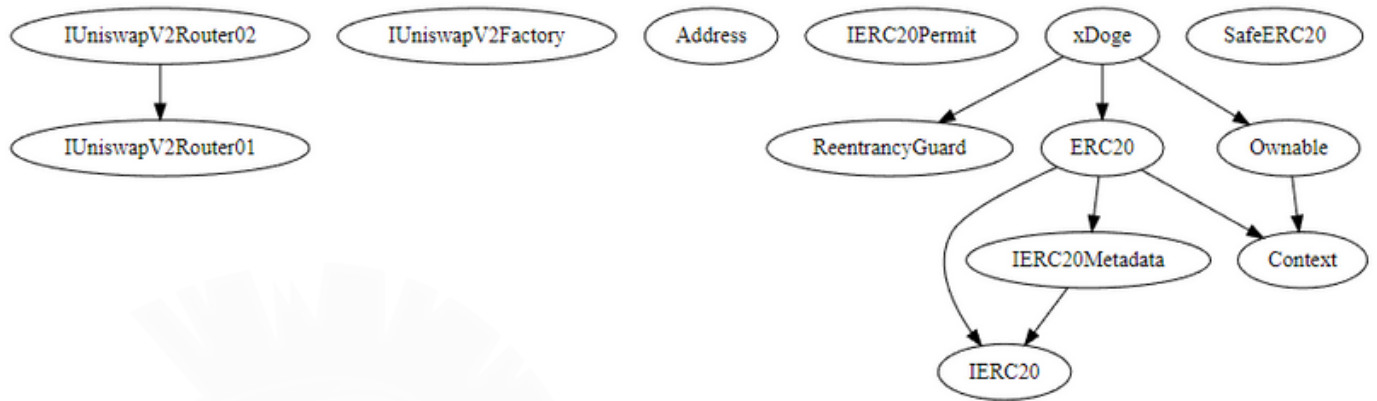 IUniswapV2Router02
IUniswapV2Factory
Address
IERC20Permit
xDoge
SafeERC20
IUniswapV2Router01
ReentrancyGuard
ERC20
Ownable
IERC20Metadata
Context
IERC20